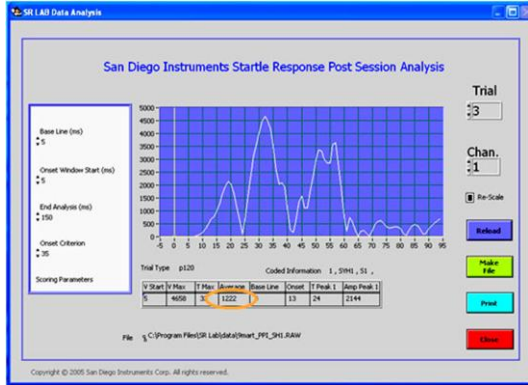 SR LAB Data Analysis
San Diego Instruments Startle Response Post Session Analysis
Trial
3
Chan.
1
Re-Scale
Reload
Make File
Print
Close
Base Line (ms)
5
Onset Window Start (ms)
5
End Analysis (ms)
150
Onset Criterion
35
Scoring Parameters
5000
4500
4000
3500
3000
2500
2000
1500
1000
500
0
-5 0 5 10 15 20 25 30 35 40 45 50 55 60 65 70 75 80 85 90 95
Trial Type p120 Coded Information 1 , SYH1 , S1 ,
V Start V Max T Max Average Base Line Onset T Peak 1 Amp Peak 1
5 4658 1222 13 24 2144
File C:\Program Files\SR Lab\data\9mart_PPI_SH1.RAW
Copyright © 2005 San Diego Instruments Corp. All rights reserved.